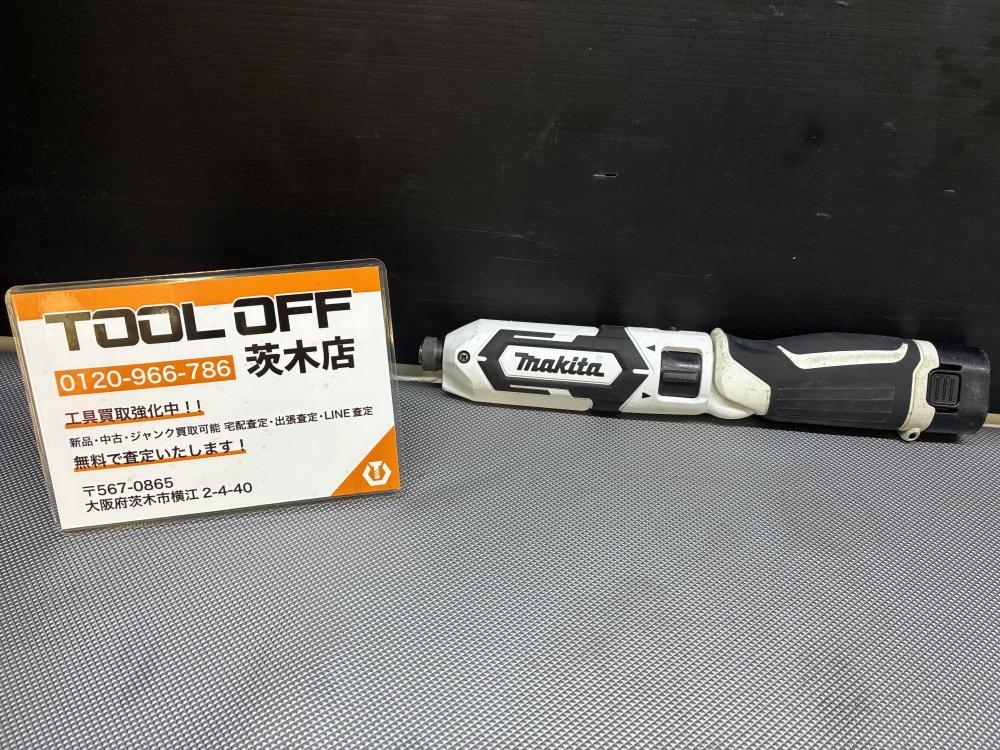 TOOL OFF
0120-966-786 茨木店
工具買取強化中！！
新品・中古・ジャンク買取可能 宅配査定・出張査定・LINE査定
無料で査定いたします！
〒567-0865
大阪府茨木市横江 2-4-40
makita